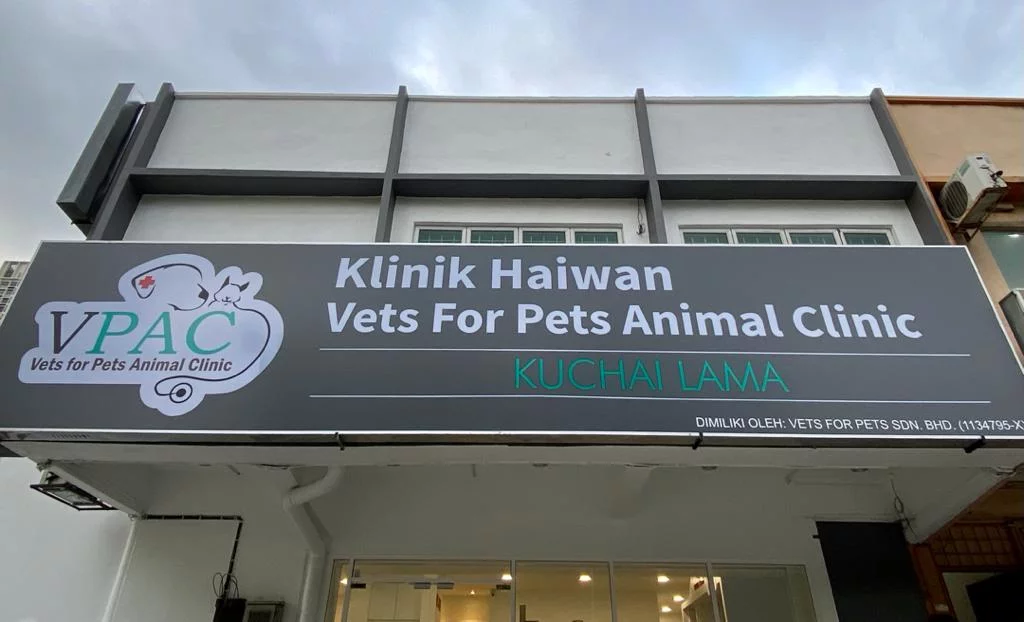 VPAC
Vets for Pets Animal Clinic
Klinik Haiwan
Vets For Pets Animal Clinic
KUCHAI LAMA
DIMILIKI OLEH: VETS FOR PETS SDN. BHD. (1134795-X)